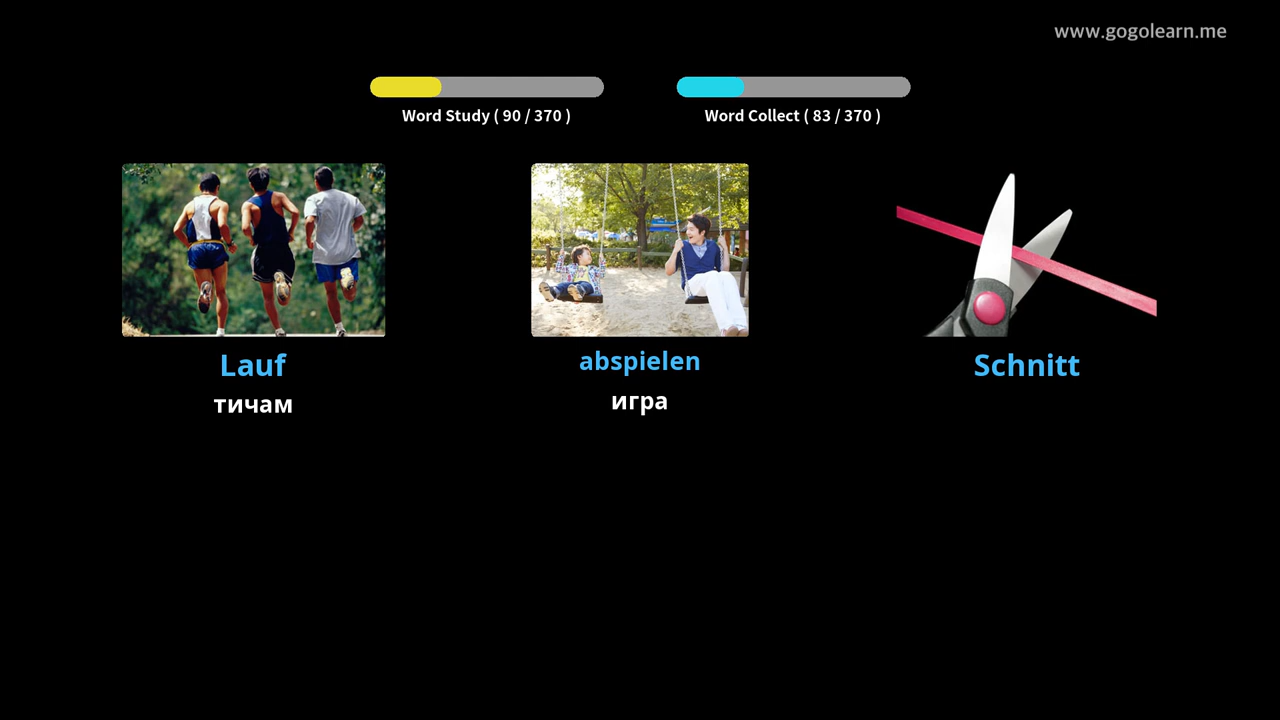 www.gogolearn.me
Word Study ( 90 / 370 )
Word Collect ( 83 / 370 )
Lauf
тичам
abspielen
игра
Schnitt